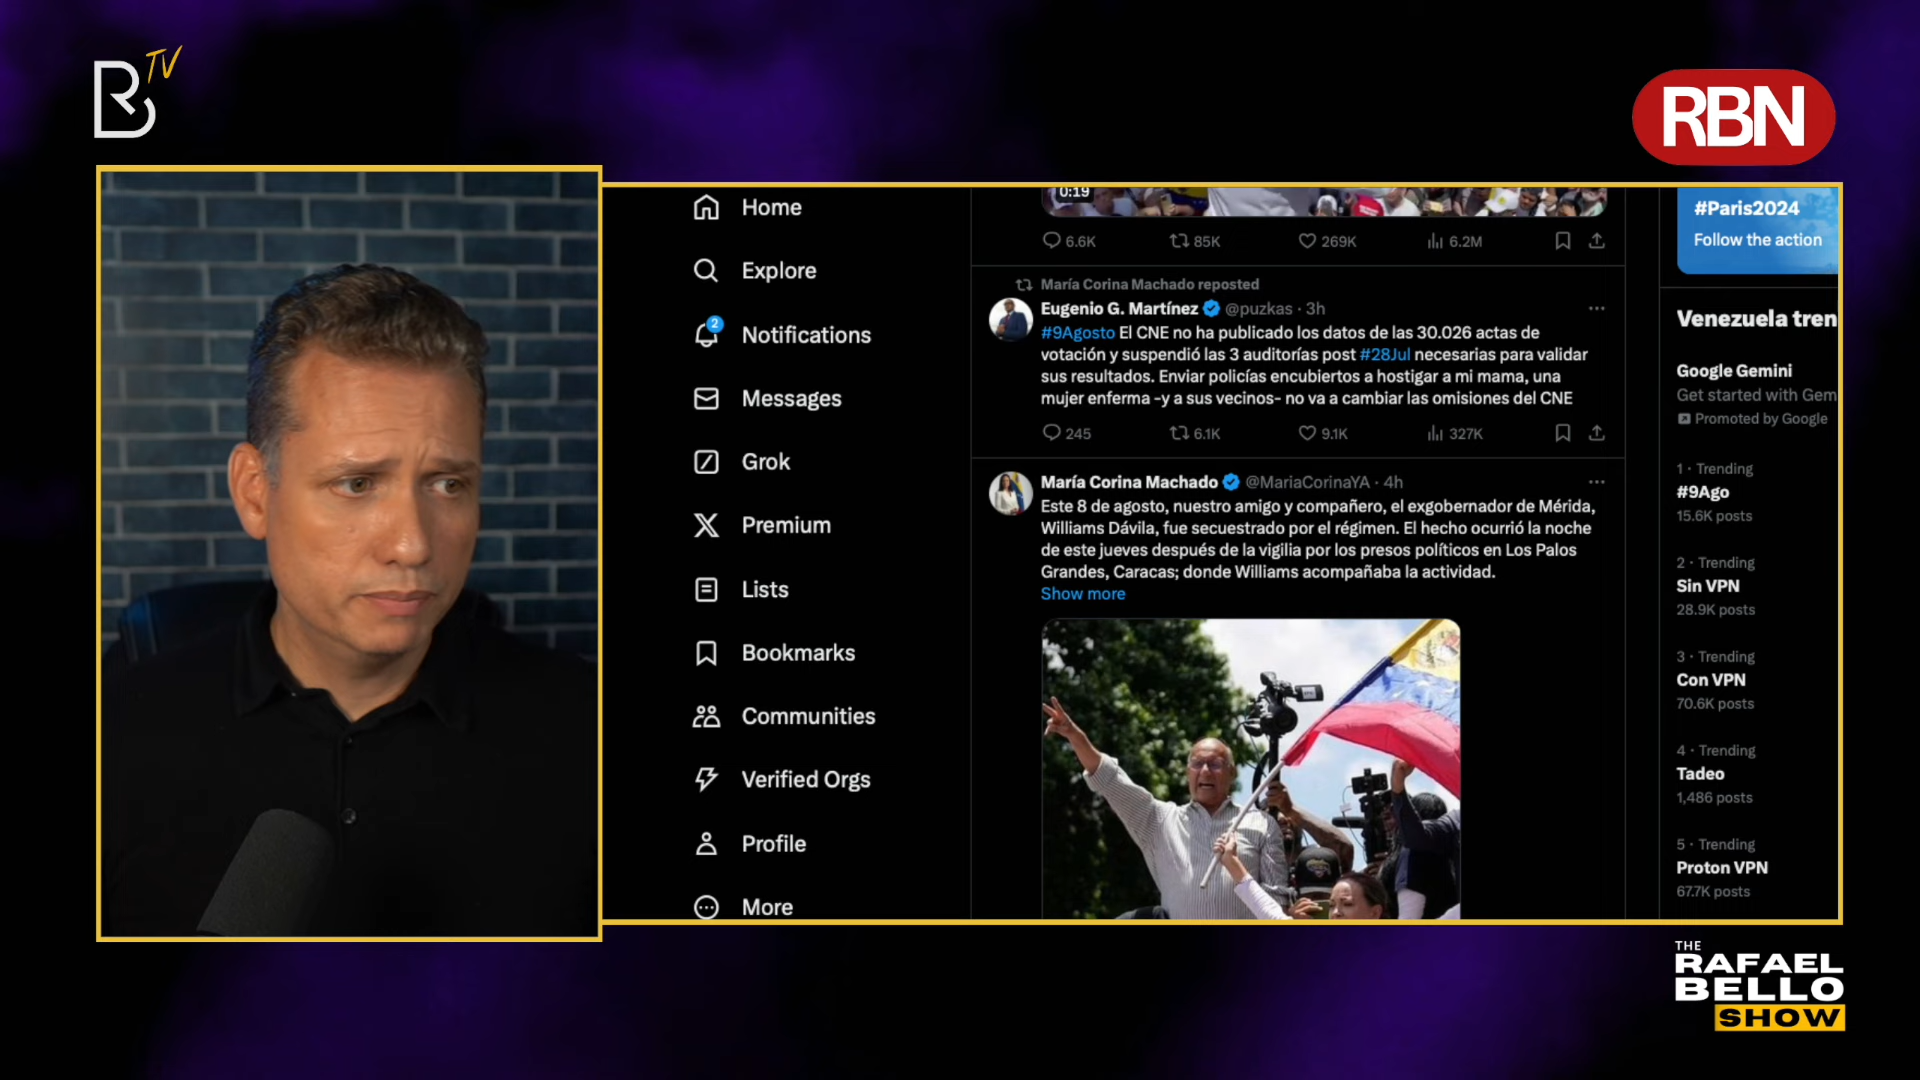 TV
B
RBN
Home
Explore
2
Notifications
Messages
Grok
Premium
Lists
Bookmarks
Communities
Verified Orgs
Profile
More
0:19
6.6K 85K 269K 6.2M
María Corina Machado reposted
Eugenio G. Martínez @puzkas · 3h
#9Agosto El CNE no ha publicado los datos de las 30.026 actas de
votación y suspendió las 3 auditorías post #28Jul necesarias para validar
sus resultados. Enviar policías encubiertos a hostigar a mi mama, una
mujer enferma -y a sus vecinos- no va a cambiar las omisiones del CNE
245 6.1K 9.1K 327K
María Corina Machado @MariaCorinaYA · 4h
Este 8 de agosto, nuestro amigo y compañero, el exgobernador de Mérida,
Williams Dávila, fue secuestrado por el régimen. El hecho ocurrió la noche
de este jueves después de la vigilia por los presos políticos en Los Palos
Grandes, Caracas; donde Williams acompañaba la actividad.
Show more
#Paris2024
Follow the action
Venezuela tren
Google Gemini
Get started with Gem
Promoted by Google
1 · Trending
#9Ago
15.6K posts
2 · Trending
Sin VPN
28.9K posts
3 · Trending
Con VPN
70.6K posts
4 · Trending
Tadeo
1,486 posts
5 · Trending
Proton VPN
67.7K posts
THE
RAFAEL
BELLO
SHOW